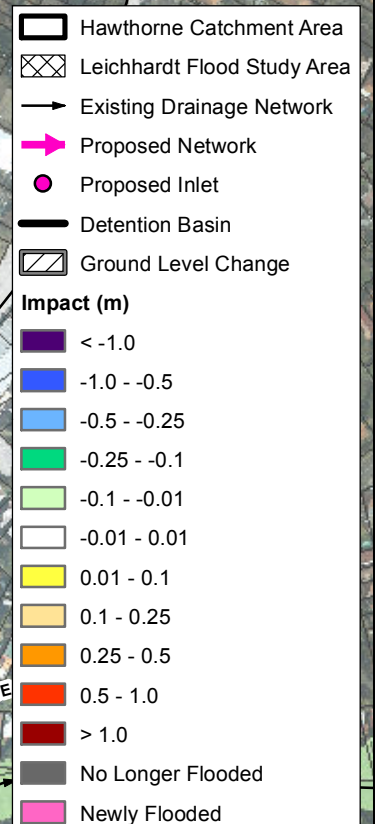 Hawthorne Catchment Area
Leichhardt Flood Study Area
Existing Drainage Network
Proposed Network
Proposed Inlet
Detention Basin
Ground Level Change
Impact (m)
< -1.0
-1.0 - -0.5
-0.5 - -0.25
-0.25 - -0.1
-0.1 - -0.01
-0.01 - 0.01
0.01 - 0.1
0.1 - 0.25
0.25 - 0.5
E
0.5 - 1.0
> 1.0
No Longer Flooded
Newly Flooded